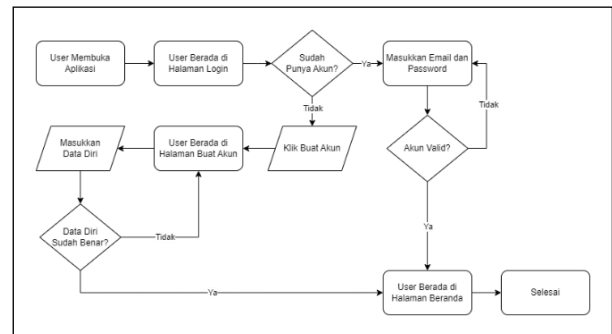 User Membuka
Aplikasi
User Berada di
Halaman Login
Sudah
Punya Akun?
Ya
Masukkan Email dan
Password
Tidak
Tidak
Masukkan
Data Diri
User Berada di
Halaman Buat Akun
Klik Buat Akun
Akun Valid?
Data Diri
Sudah Benar?
Tidak
Ya
Ya
User Berada di
Halaman Beranda
Selesai